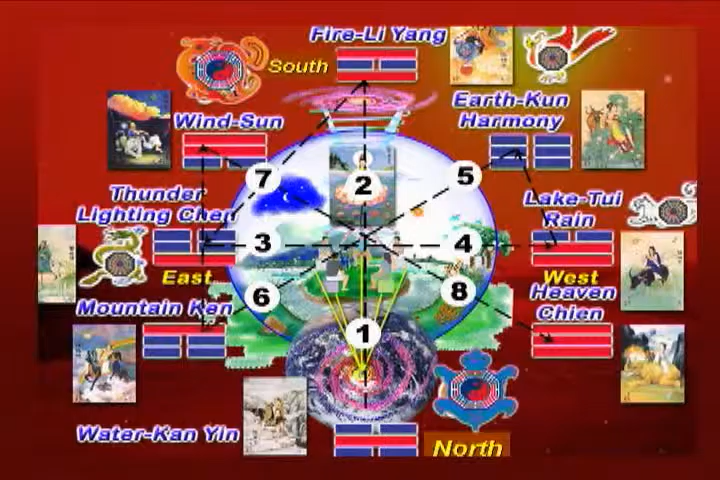 Fire-Li Yang
South
Earth-Kun
Harmony
Wind-Sun
7
2
5
Thunder
Lighting Chen
Lake-Tui
Rain
3
4
East
West
6
8
Mountain Ken
Heaven
Chien
1
Water-Kan Yin
North